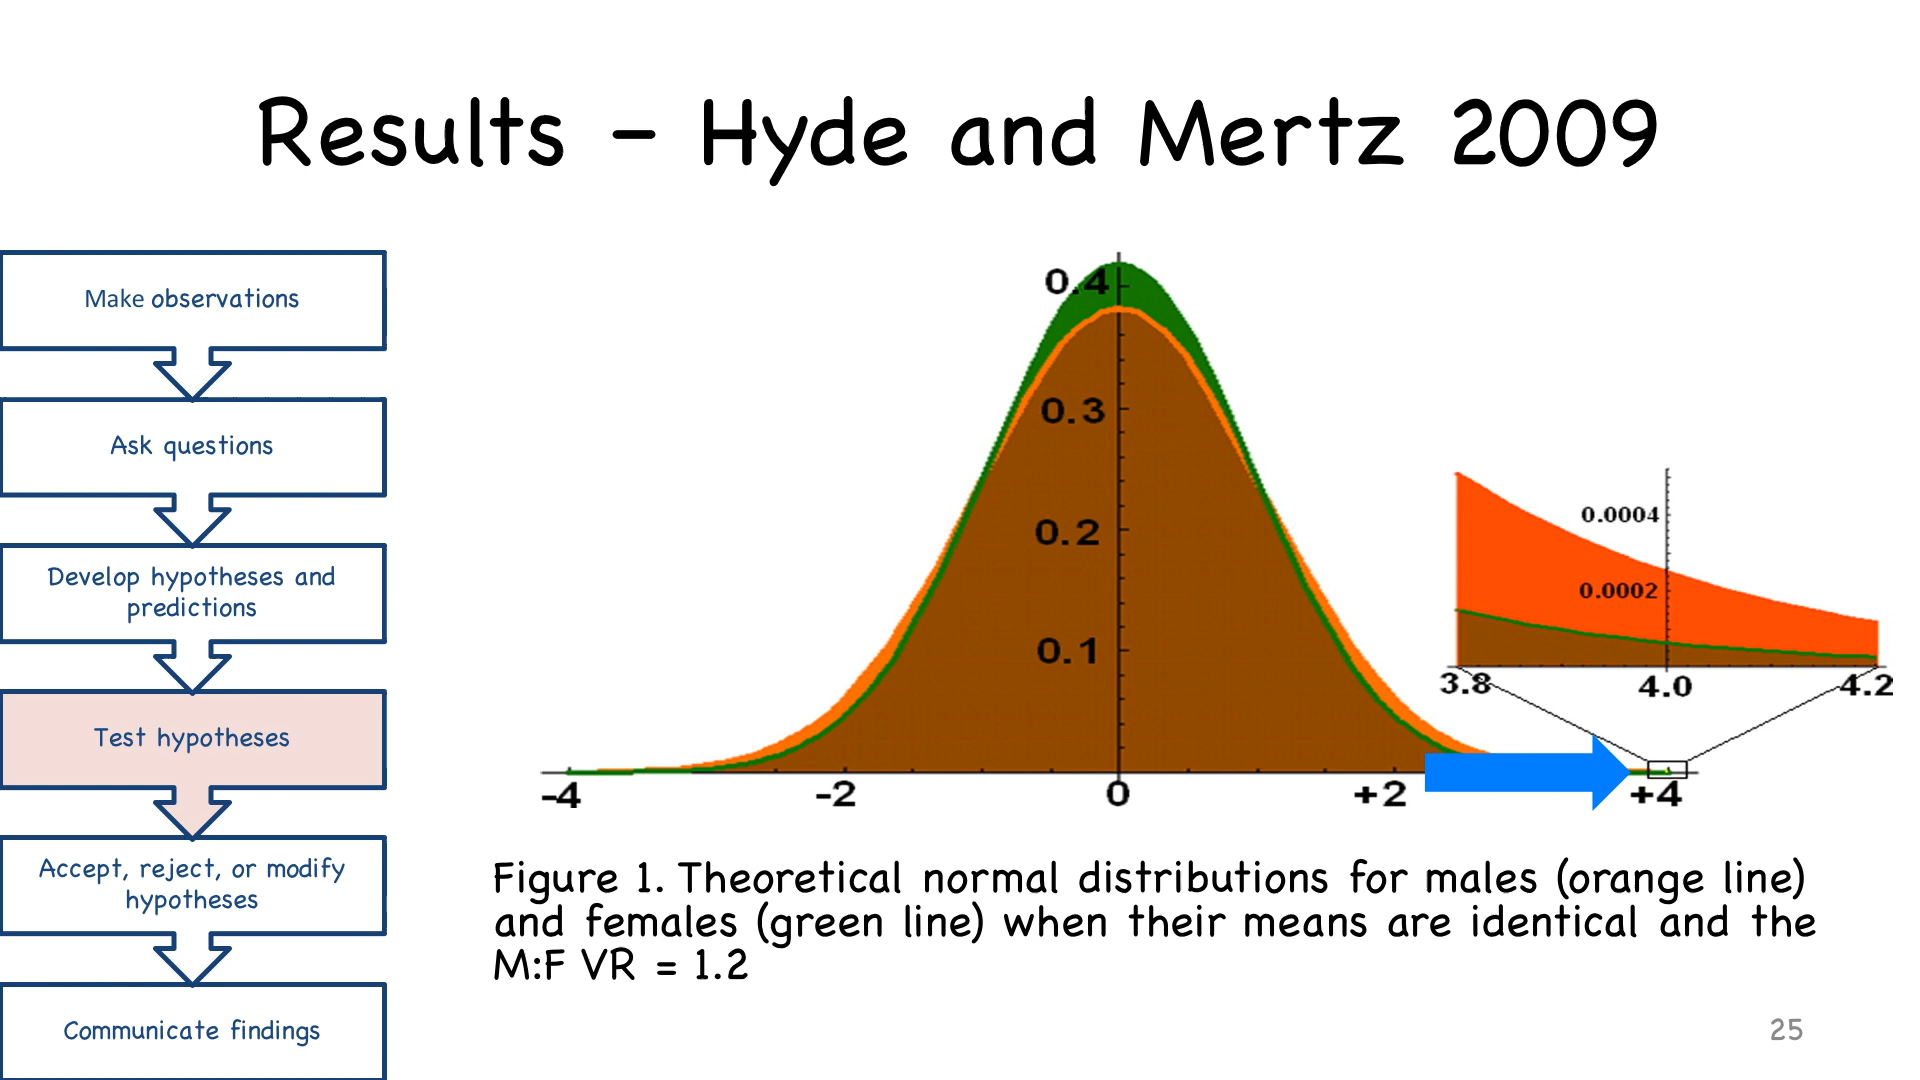 Results – Hyde and Mertz 2009
Make observations
Ask questions
Develop hypotheses and
predictions
Test hypotheses
Accept, reject, or modify
hypotheses
Communicate findings
0.4
0.3
0.2
0.1
-4
-2
0
+2
+4
0.0004
0.0002
3.8
4.0
4.2
Figure 1. Theoretical normal distributions for males (orange line)
and females (green line) when their means are identical and the
M:F VR = 1.2
25